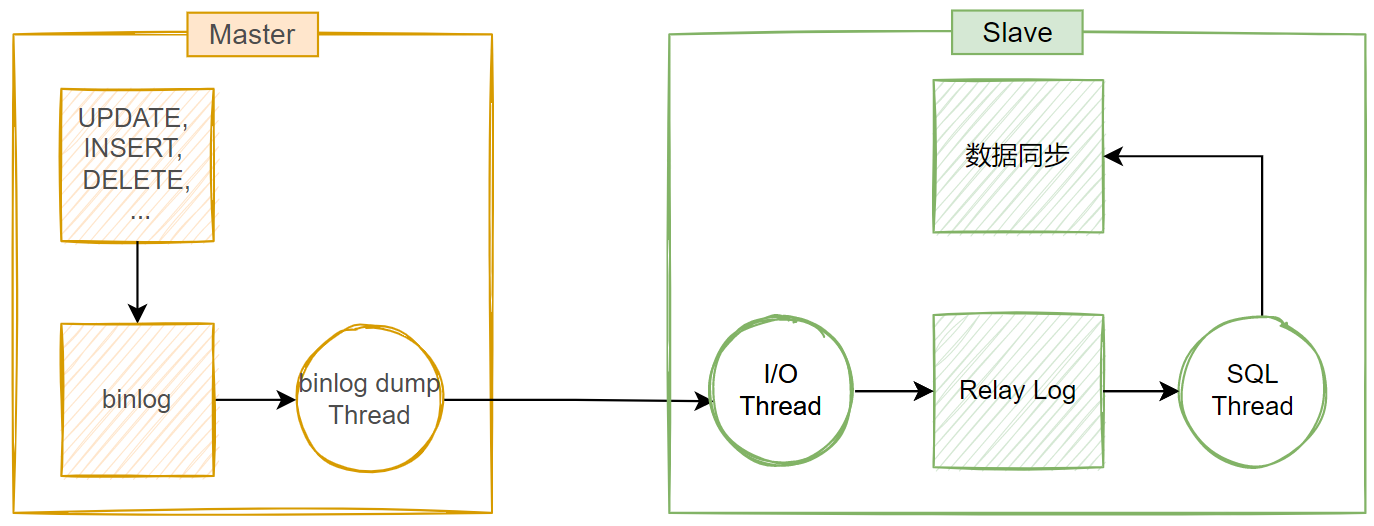 Master
UPDATE,
INSERT,
DELETE,
...
binlog
binlog dump
Thread
Slave
数据同步
I/O
Thread
Relay Log
SQL
Thread